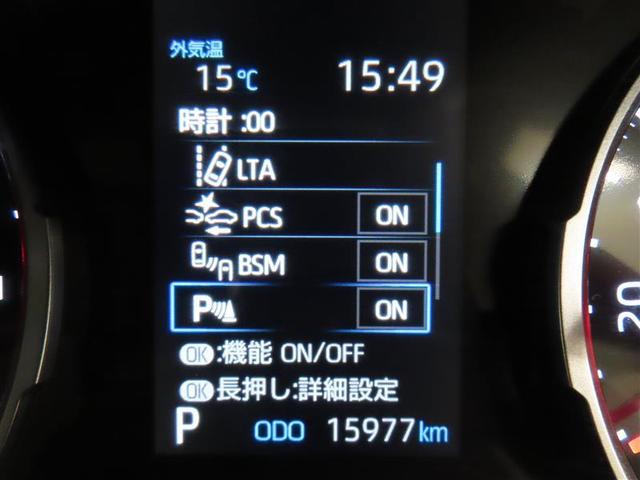 外気温
15℃ 15:49
時計 :00
LTA
PCS ON
BSM ON
P ON
OK:機能 ON/OFF
OK長押し:詳細設定
P ODO 15977km
20